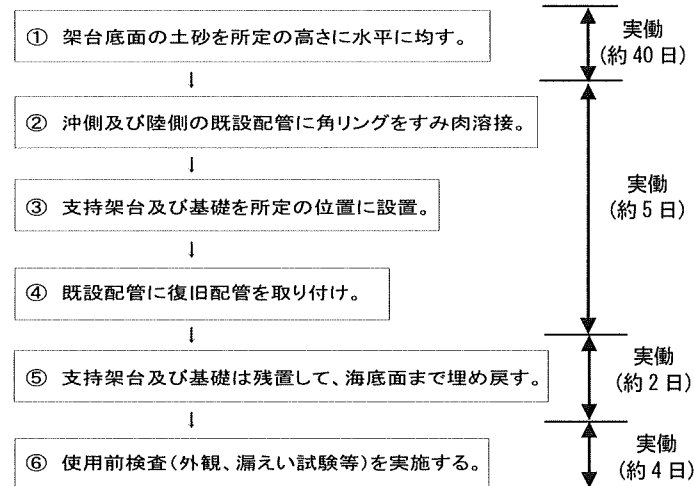 ① 架台底面の土砂を所定の高さに水平に均す。
実働
(約40日)
↓
② 沖側及び陸側の既設配管に角リングをすみ肉溶接。
↓
③ 支持架台及び基礎を所定の位置に設置。
実働
(約5日)
↓
④ 既設配管に復旧配管を取り付け。
↓
⑤ 支持架台及び基礎は残置して、海底面まで埋め戻す。
実働
(約2日)
↓
⑥ 使用前検査(外観、漏えい試験等)を実施する。
実働
(約4日)